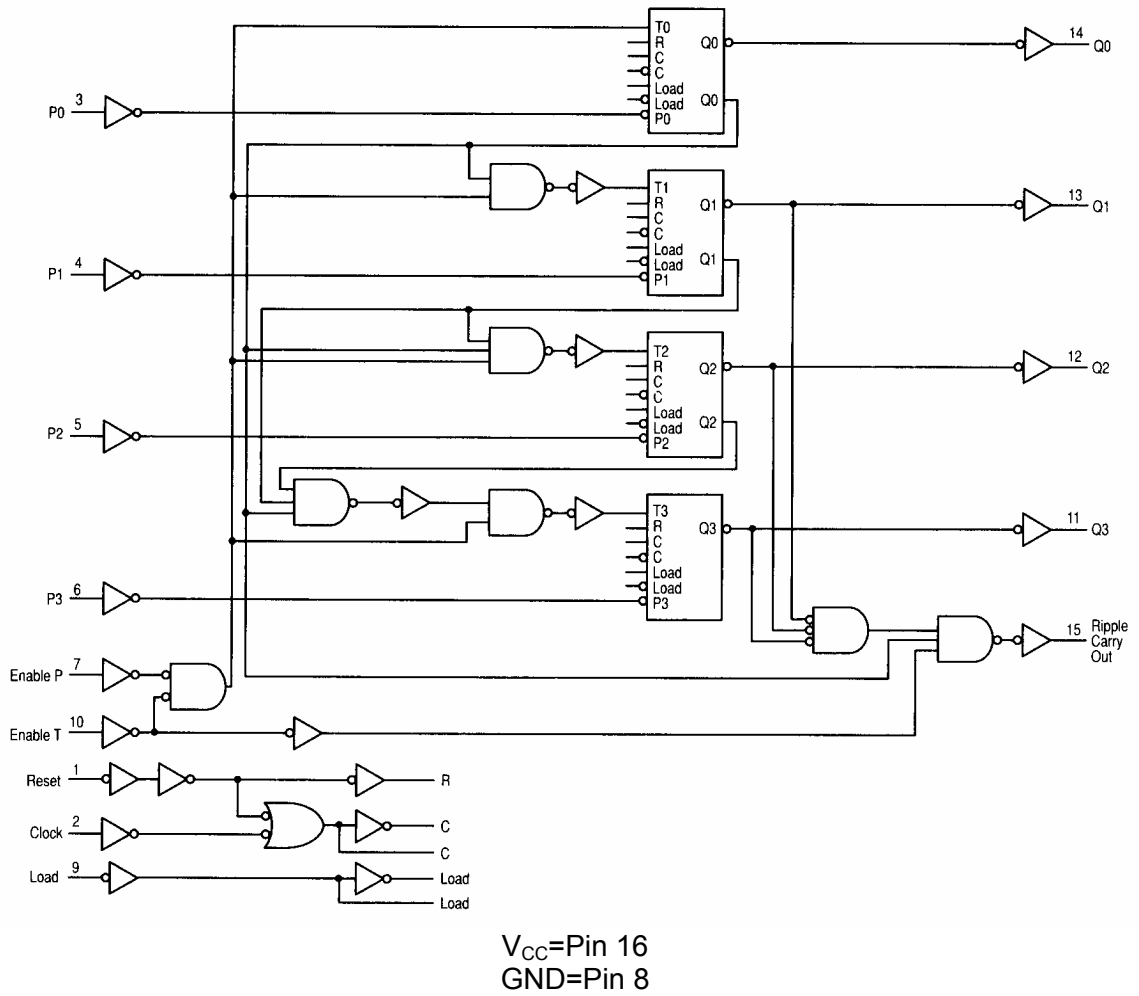 T0
R
C
C
Load
Load
P0
Q0
Q0
14 Q0
P0 3
T1
R
C
C
Load
Load
P1
Q1
Q1
13 Q1
P1 4
T2
R
C
C
Load
Load
P2
Q2
Q2
12 Q2
P2 5
T3
R
C
C
Load
Load
P3
Q3
11 Q3
P3 6
15 Ripple
Carry
Out
Enable P 7
Enable T 10
Reset 1
R
Clock 2
C
C
Load 9
Load
Load
VCC=Pin 16
GND=Pin 8